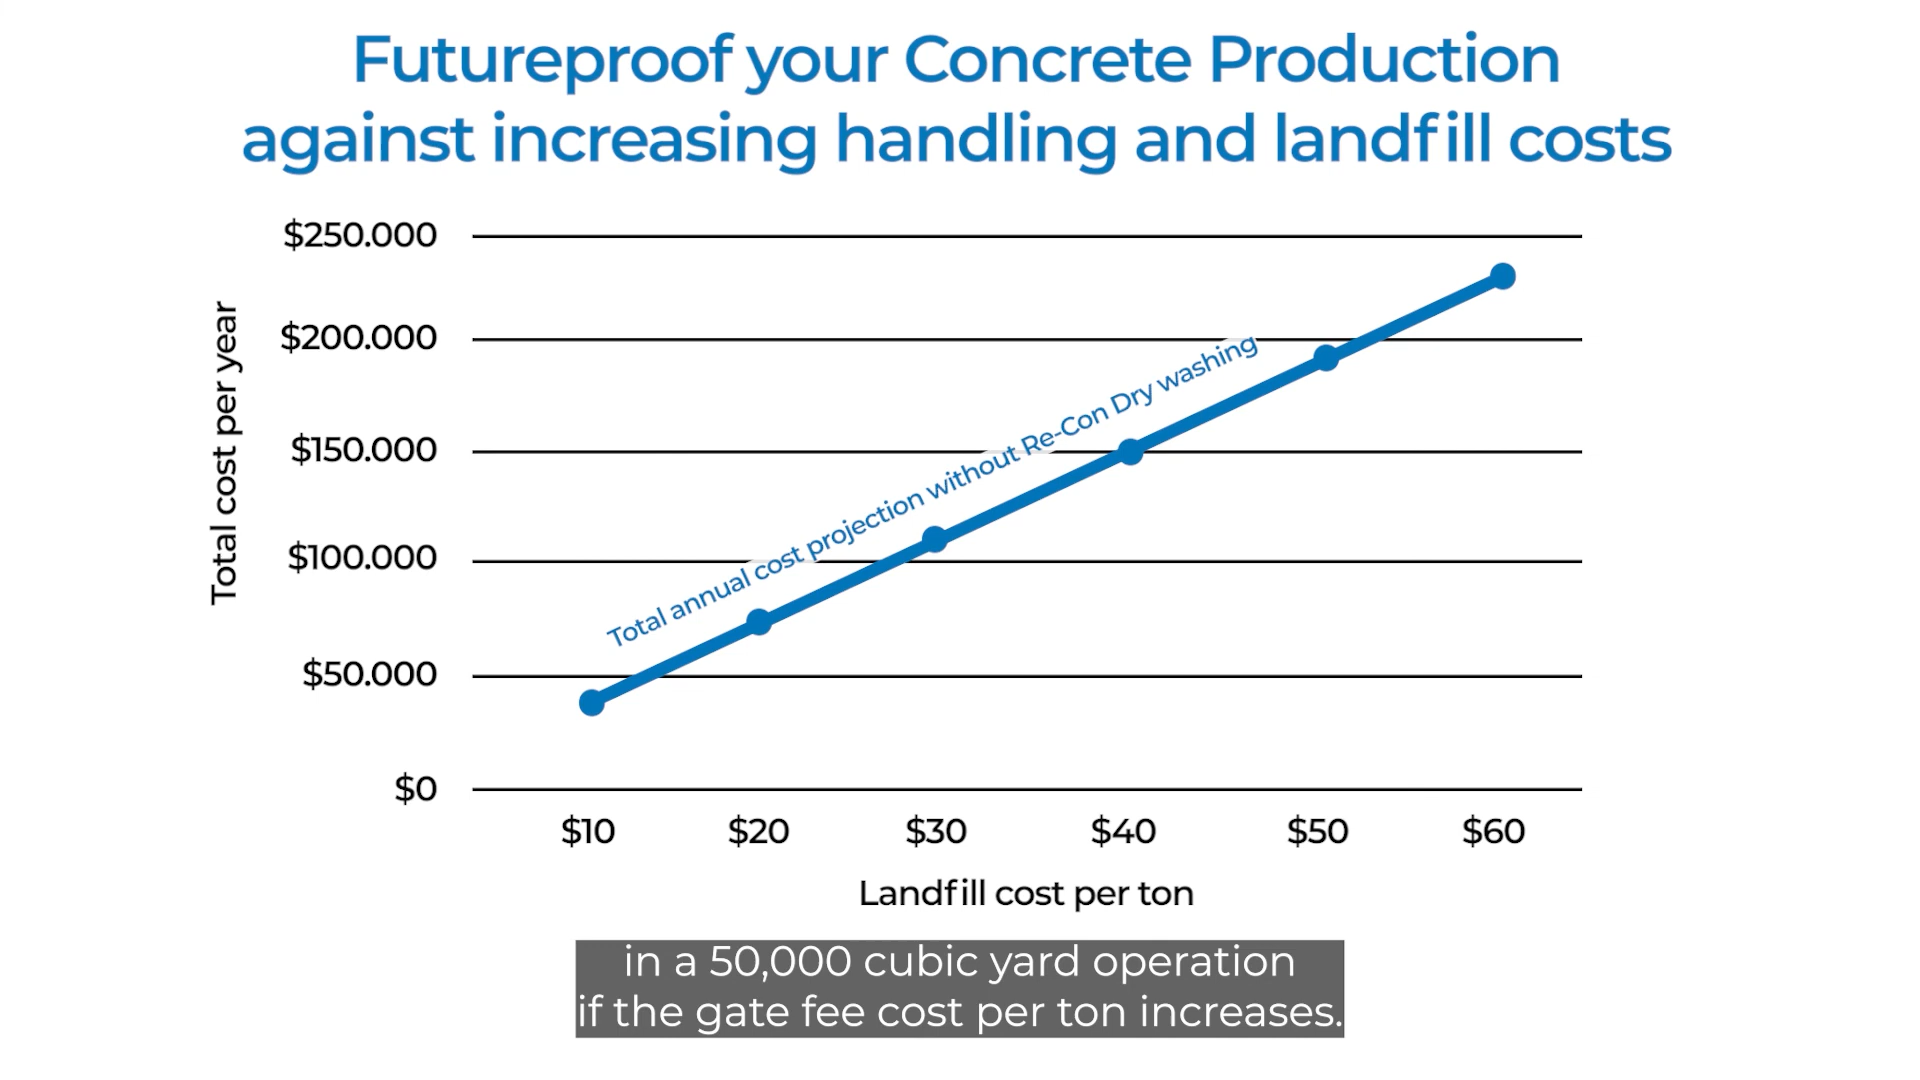 Futureproof your Concrete Production
against increasing handling and landfill costs
$250.000
$200.000
$150.000
$100.000
$50.000
$0
Total cost per year
Total annual cost projection without Re-Con Dry washing
$10 $20 $30 $40 $50 $60
Landfill cost per ton
in a 50,000 cubic yard operation
if the gate fee cost per ton increases.